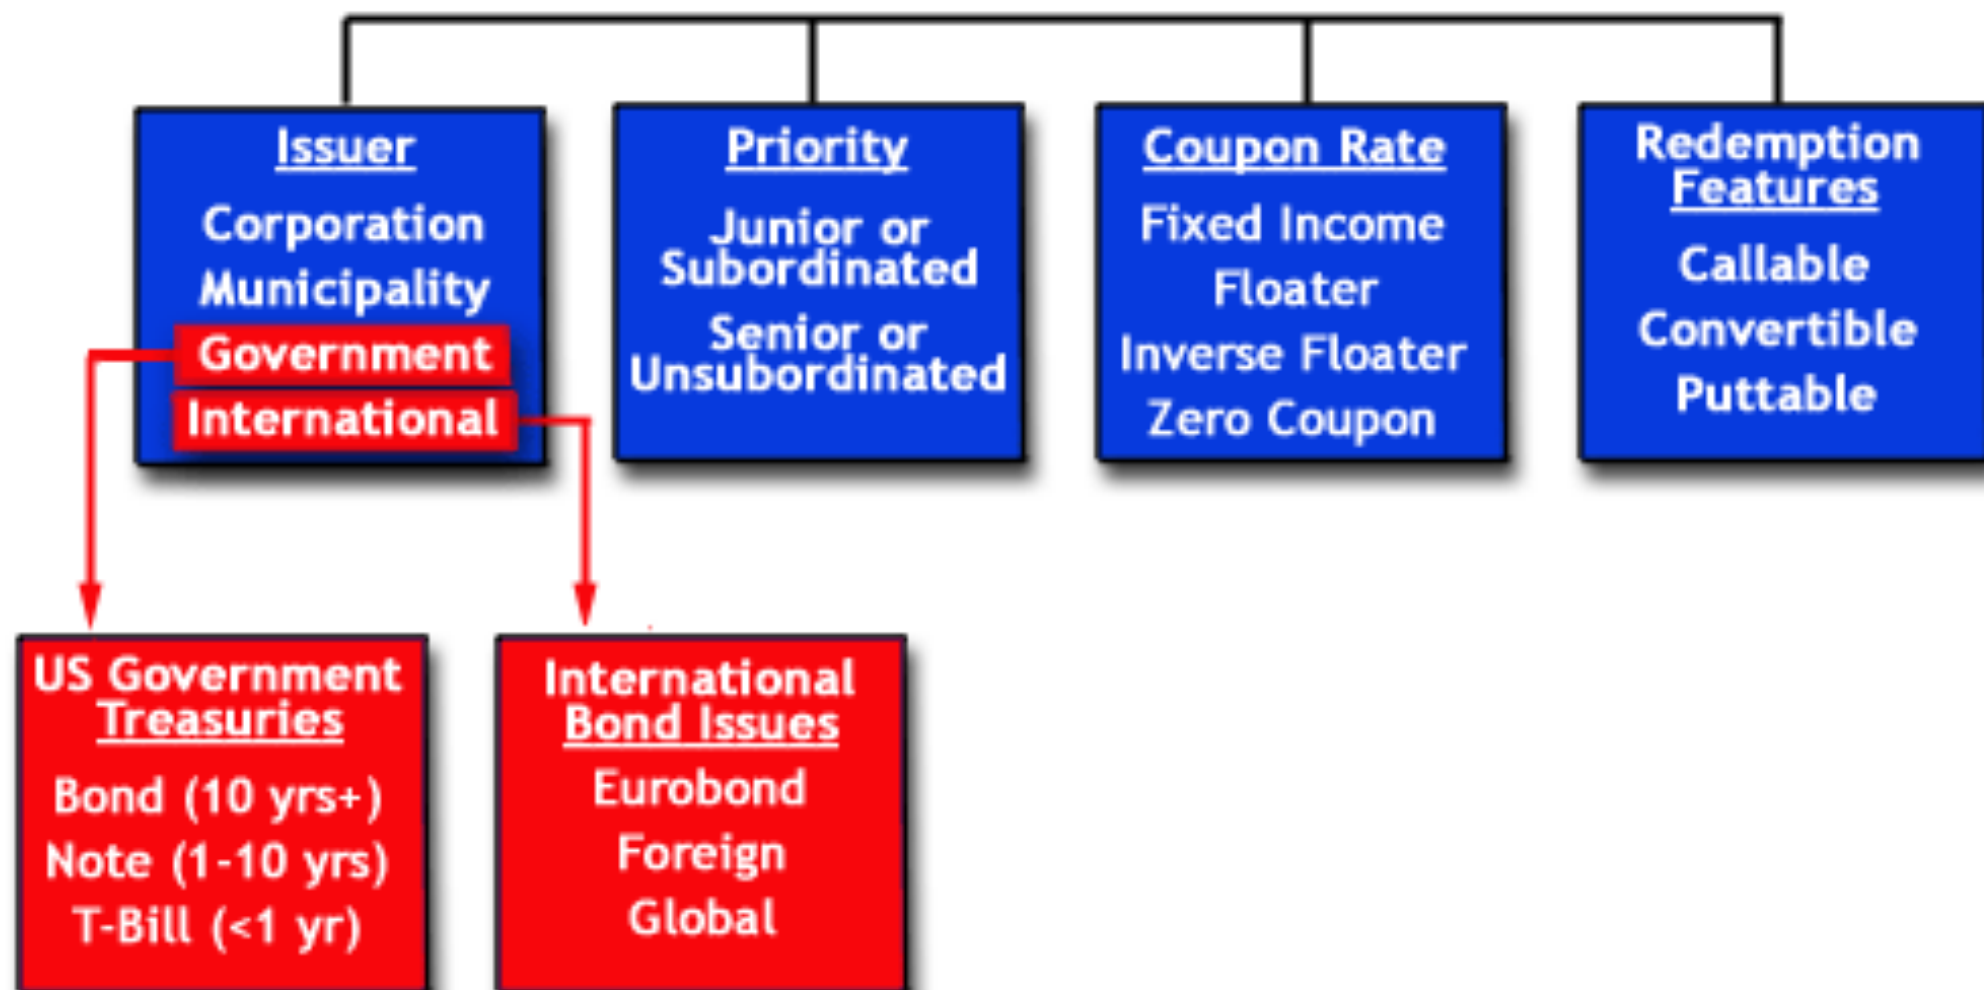 Issuer
Corporation
Municipality
Government
International
Priority
Junior or
Subordinated
Senior or
Unsubordinated
Coupon Rate
Fixed Income
Floater
Inverse Floater
Zero Coupon
Redemption
Features
Callable
Convertible
Puttable
US Government
Treasuries
Bond (10 yrs+)
Note (1-10 yrs)
T-Bill (<1 yr)
International
Bond Issues
Eurobond
Foreign
Global